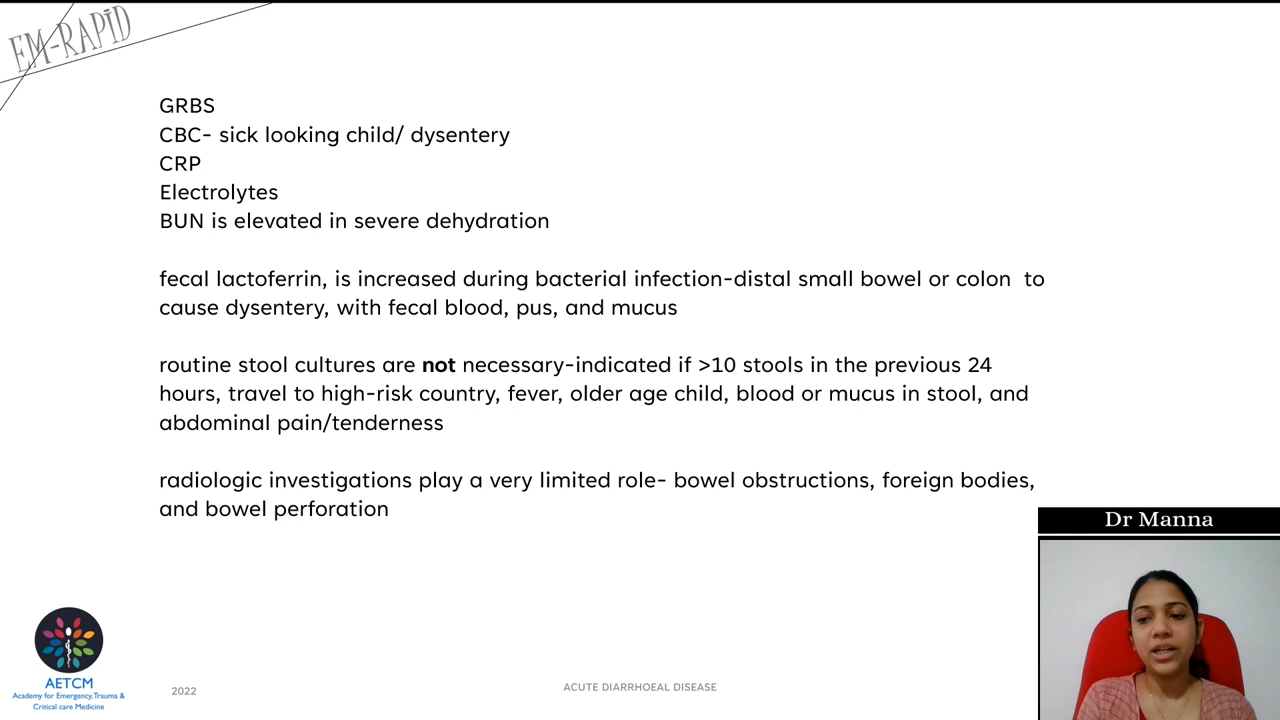 EM-RAPiD
GRBS
CBC- sick looking child/ dysentery
CRP
Electrolytes
BUN is elevated in severe dehydration
fecal lactoferrin, is increased during bacterial infection-distal small bowel or colon  to
cause dysentery, with fecal blood, pus, and mucus
routine stool cultures are not necessary-indicated if >10 stools in the previous 24
hours, travel to high-risk country, fever, older age child, blood or mucus in stool, and
abdominal pain/tenderness
radiologic investigations play a very limited role- bowel obstructions, foreign bodies,
and bowel perforation
Dr Manna
AETCM
Academy for Emergency,Trauma &
Critical care Medicine
2022
ACUTE DIARRHOEAL DISEASE